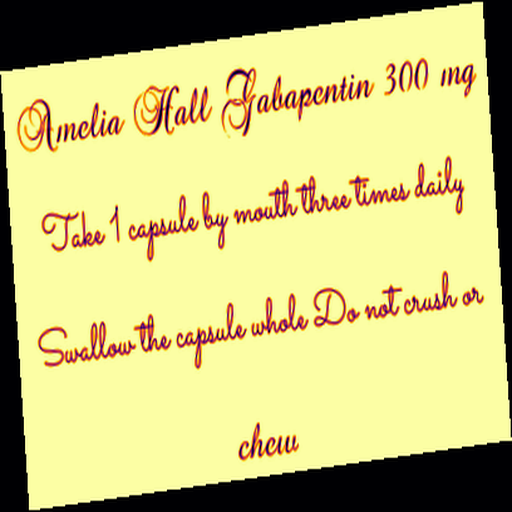 Amelia Hall Gabapentin 300 mg
Take 1 capsule by mouth three times daily
Swallow the capsule whole Do not crush or
chew